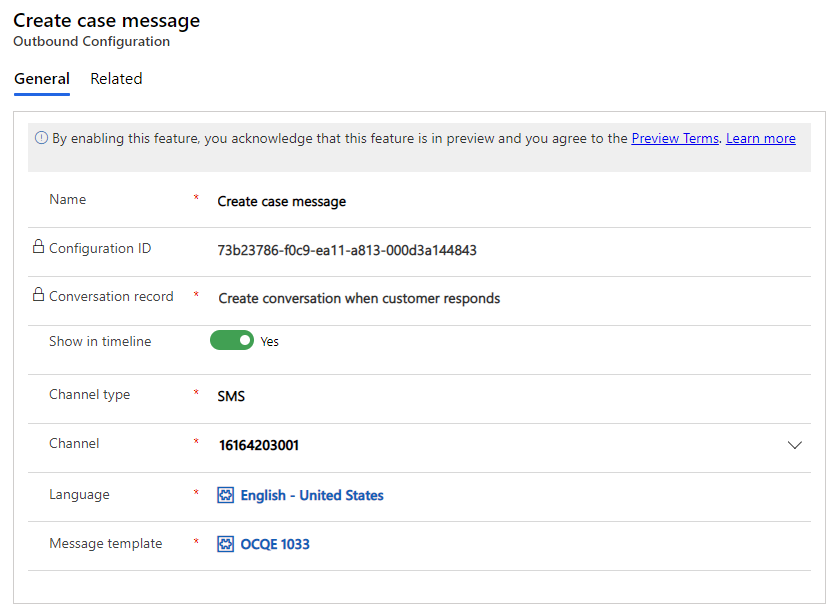 Create case message
Outbound Configuration
General Related
By enabling this feature, you acknowledge that this feature is in preview and you agree to the Preview Terms. Learn more
Name * Create case message
Configuration ID 73b23786-f0c9-ea11-a813-000d3a144843
Conversation record * Create conversation when customer responds
Show in timeline Yes
Channel type * SMS
Channel * 16164203001
Language * English - United States
Message template * OCQE 1033